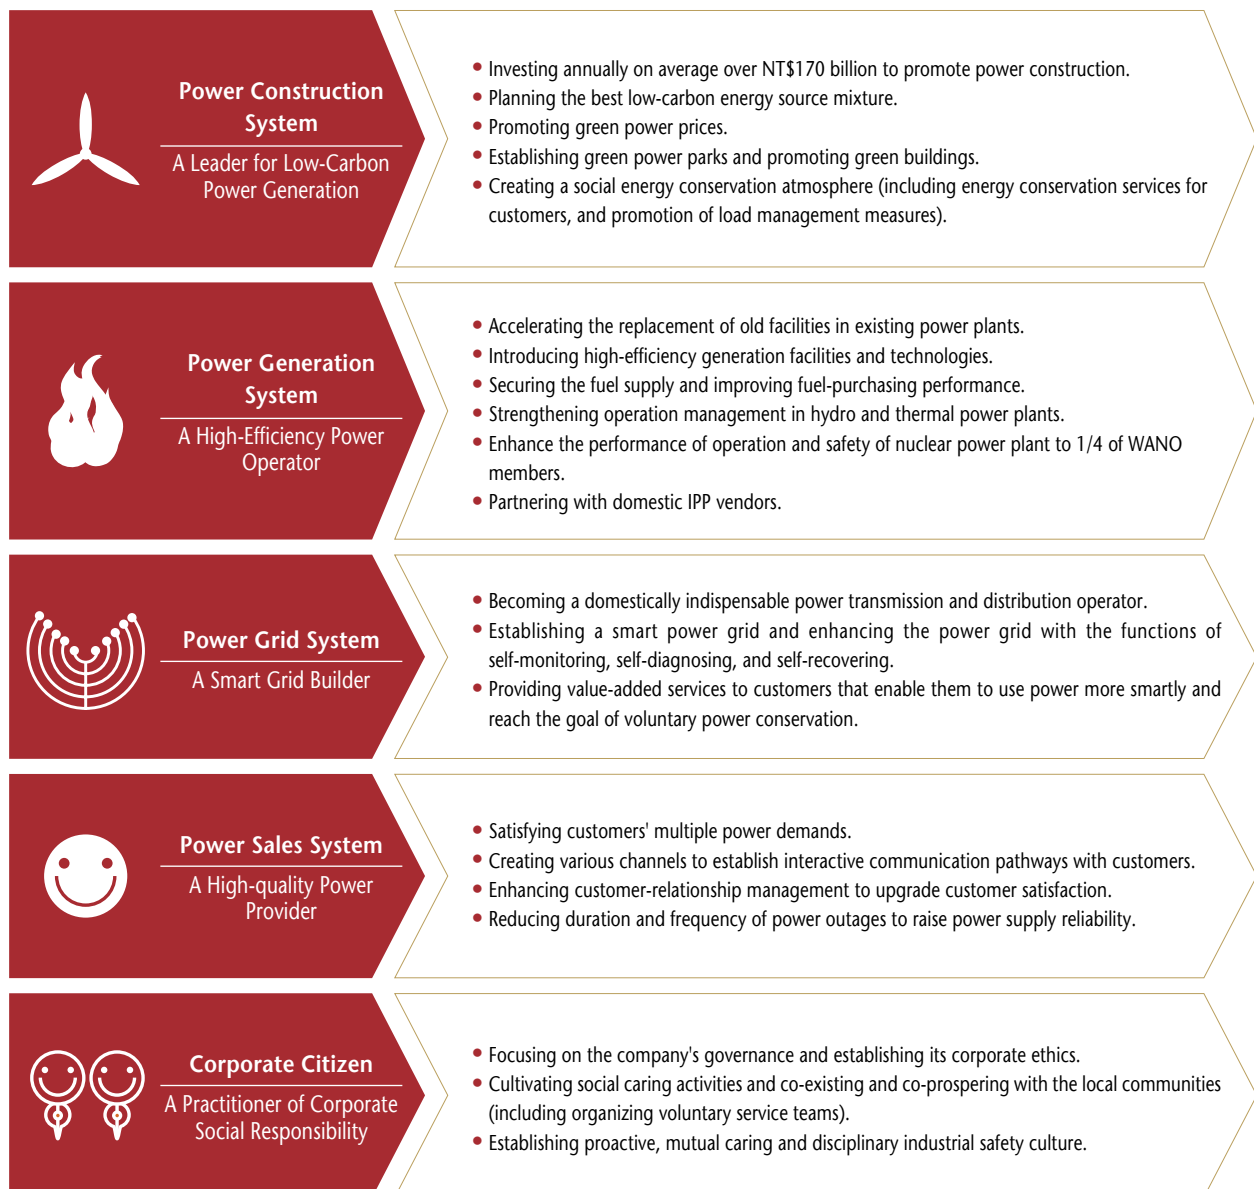 Power Construction
System
A Leader for Low-Carbon
Power Generation
• Investing annually on average over NT$170 billion to promote power construction.
• Planning the best low-carbon energy source mixture.
• Promoting green power prices.
• Establishing green power parks and promoting green buildings.
• Creating a social energy conservation atmosphere (including energy conservation services for
customers, and promotion of load management measures).
Power Generation
System
A High-Efficiency Power
Operator
• Accelerating the replacement of old facilities in existing power plants.
• Introducing high-efficiency generation facilities and technologies.
• Securing the fuel supply and improving fuel-purchasing performance.
• Strengthening operation management in hydro and thermal power plants.
• Enhance the performance of operation and safety of nuclear power plant to 1/4 of WANO
members.
• Partnering with domestic IPP vendors.
Power Grid System
A Smart Grid Builder
• Becoming a domestically indispensable power transmission and distribution operator.
• Establishing a smart power grid and enhancing the power grid with the functions of
self-monitoring, self-diagnosing, and self-recovering.
• Providing value-added services to customers that enable them to use power more smartly and
reach the goal of voluntary power conservation.
Power Sales System
A High-quality Power
Provider
• Satisfying customers' multiple power demands.
• Creating various channels to establish interactive communication pathways with customers.
• Enhancing customer-relationship management to upgrade customer satisfaction.
• Reducing duration and frequency of power outages to raise power supply reliability.
Corporate Citizen
A Practitioner of Corporate
Social Responsibility
• Focusing on the company's governance and establishing its corporate ethics.
• Cultivating social caring activities and co-existing and co-prospering with the local communities
(including organizing voluntary service teams).
• Establishing proactive, mutual caring and disciplinary industrial safety culture.